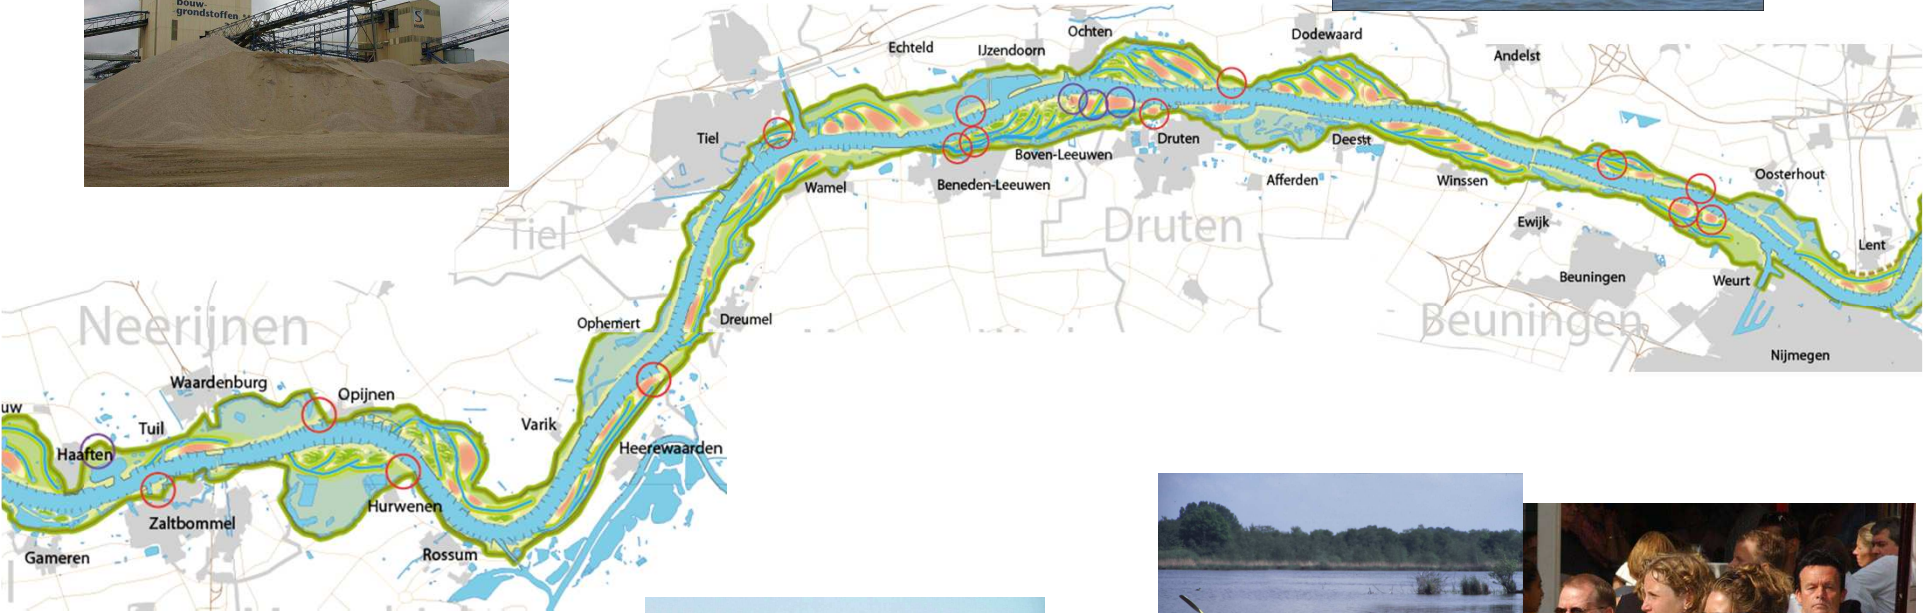 bouw-
grondstoffen
S
Ochten
Dodewaard
Echteld
IJzendoorn
Andelst
Tiel
Druten
Deest
Boven-Leeuwen
Wamel
Beneden-Leeuwen
Afferden
Winssen
Oosterhout
Ewijk
Tiel
Druten
Lent
Beuningen
Weurt
Dreumel
Ophemert
Neerijnen
Beuningen
Nijmegen
Waardenburg
Opijnen
uw
Tuil
Varik
Haaften
Heerewaarden
Hurwenen
Zaltbommel
Rossum
Gameren